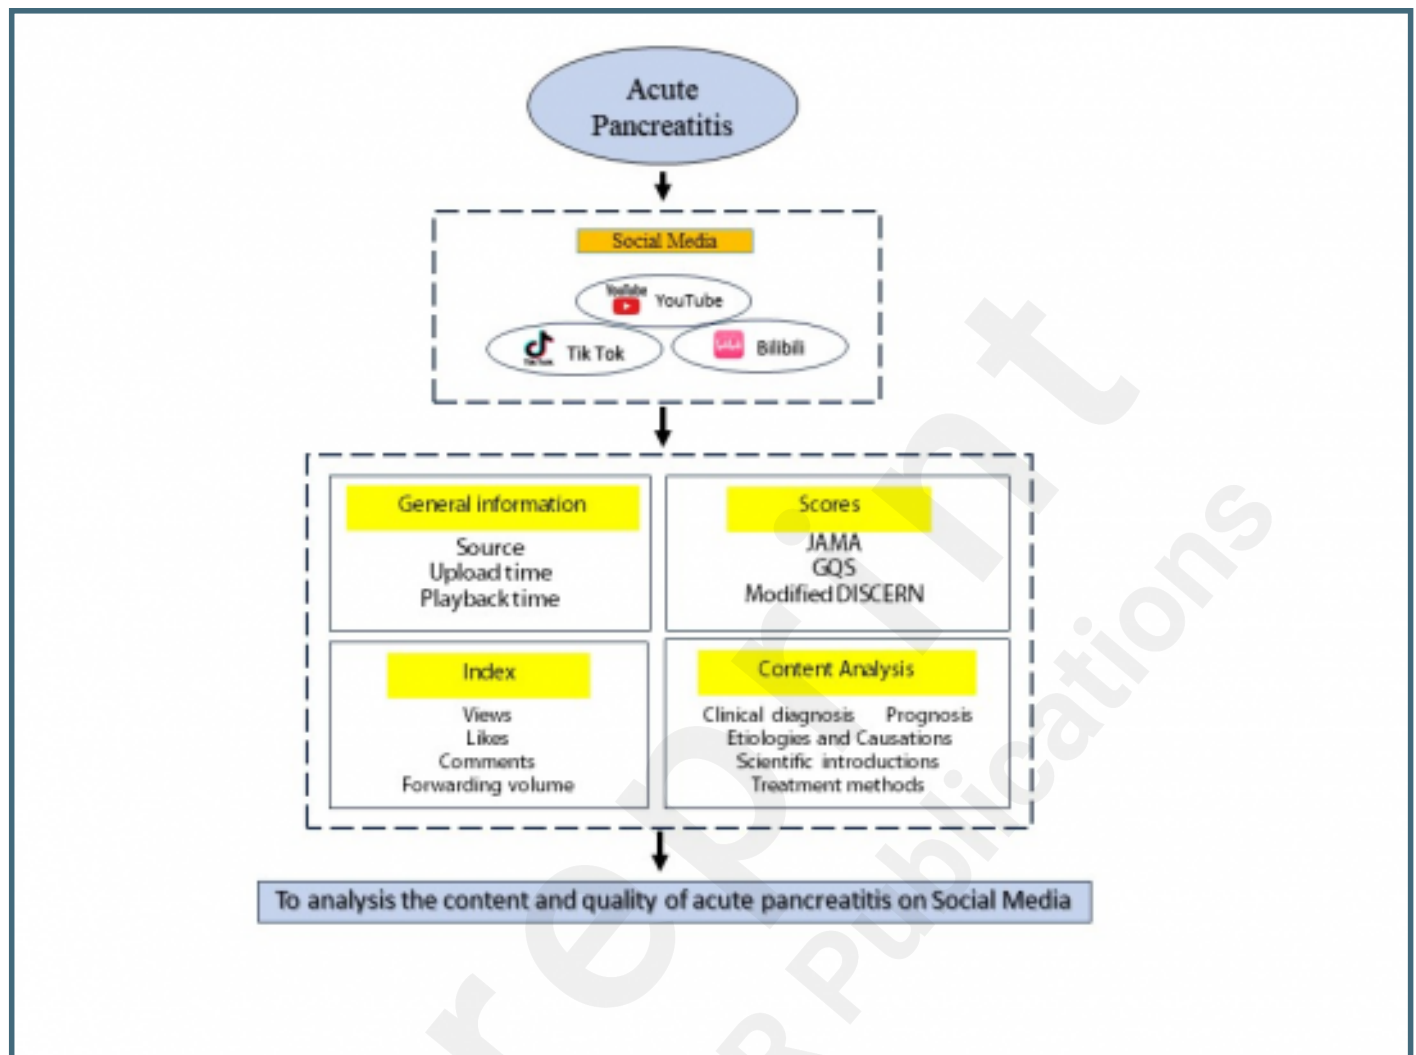 Acute
Pancreatitis
Social Media
YouTube
YouTube
Tik Tok
Bilibili
General information
Source
Upload time
Playback time
Scores
JAMA
GQS
Modified DISCERN
Index
Views
Likes
Comments
Forwarding volume
Content Analysis
Clinical diagnosis Prognosis
Etiologies and Causations
Scientific introductions
Treatment methods
To analysis the content and quality of acute pancreatitis on Social Media
reprint
R Publications